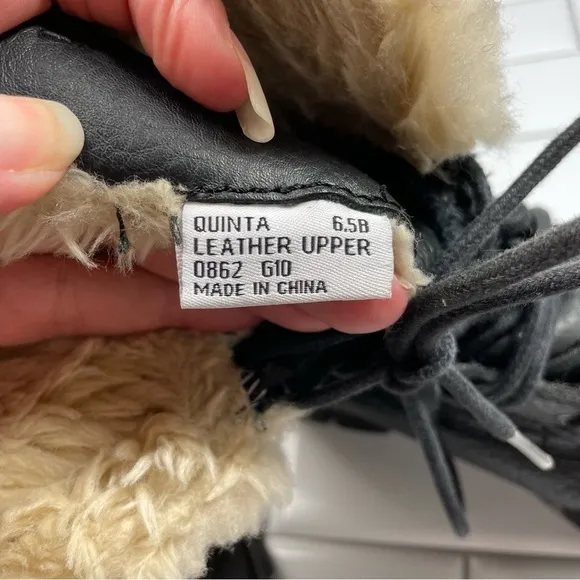 QUINTA 6.5B
LEATHER UPPER
0862 G10
MADE IN CHINA